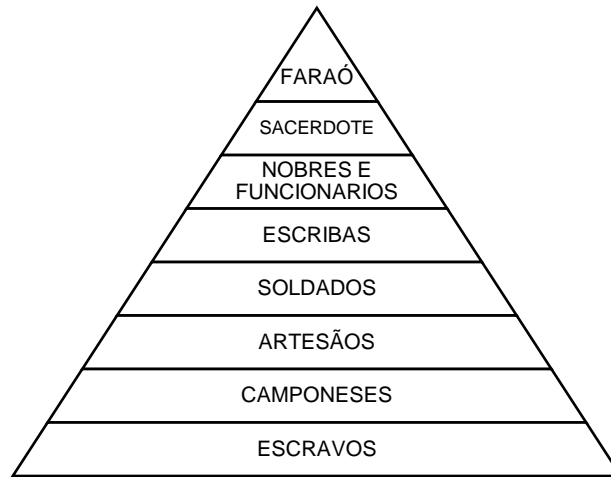 FARAÓ
SACERDOTE
NOBRES E
FUNCIONARIOS
ESCRIBAS
SOLDADOS
ARTESÃOS
CAMPONESES
ESCRAVOS